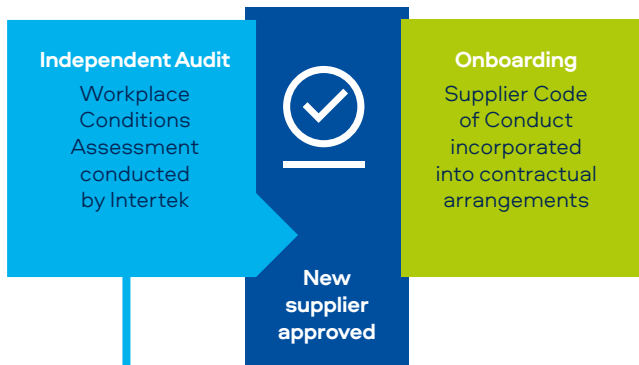 Independent Audit
Workplace
Conditions
Assessment
conducted
by Intertek
New
supplier
approved
Onboarding
Supplier Code
of Conduct
incorporated
into contractual
arrangements